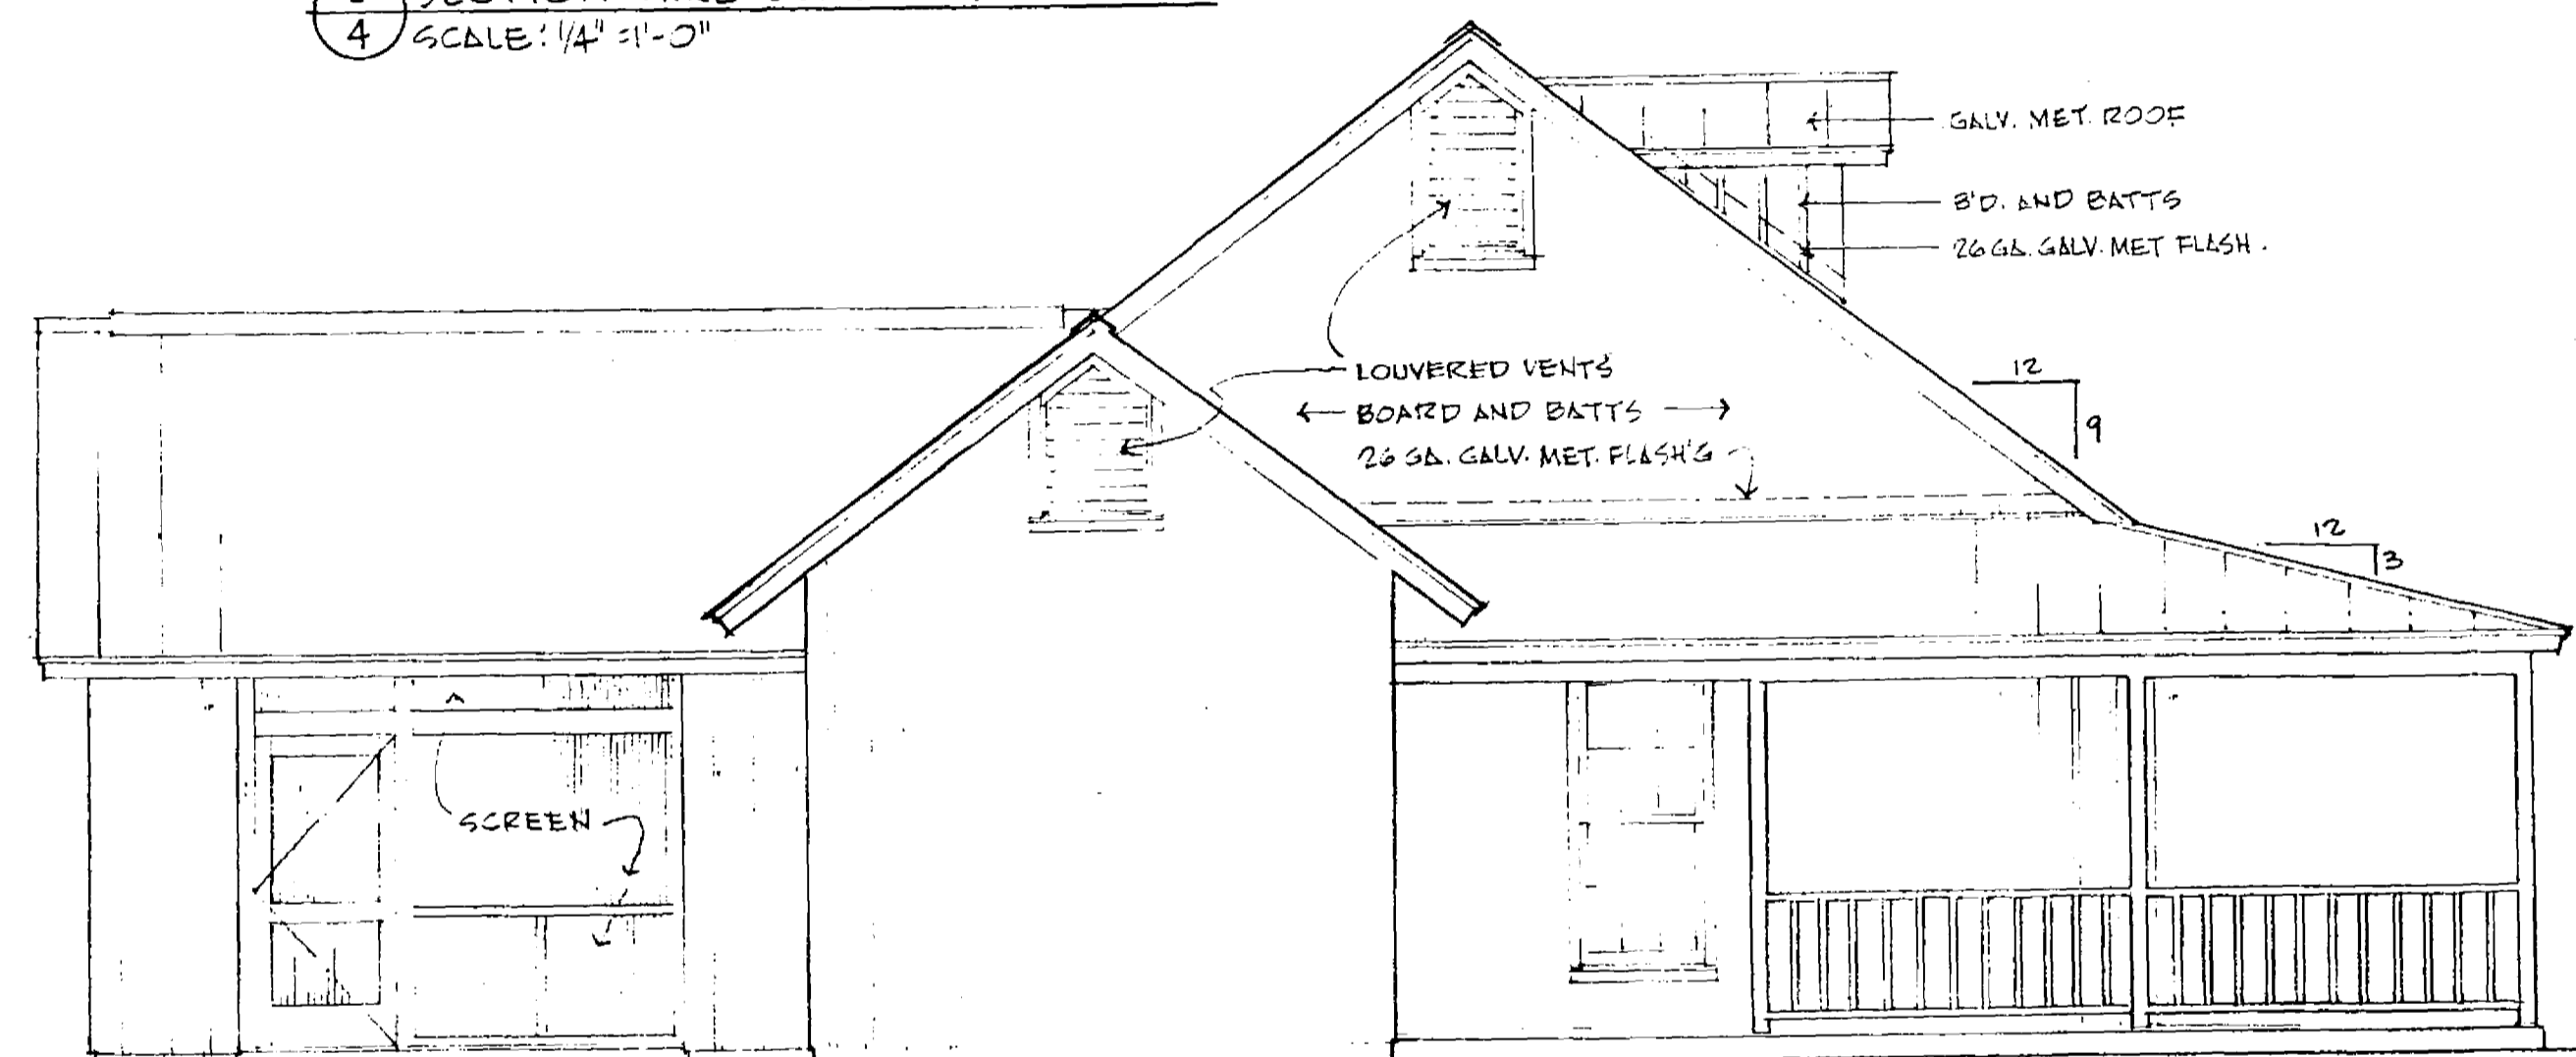 4 SCALE: 1/4" = 1'-0"
GALV. MET. ROOF
B'D. AND BATTS
26 GA. GALV. MET FLASH.
LOUVERED VENTS
BOARD AND BATTS
26 GA. GALV. MET. FLASH'G
12
9
12
3
SCREEN